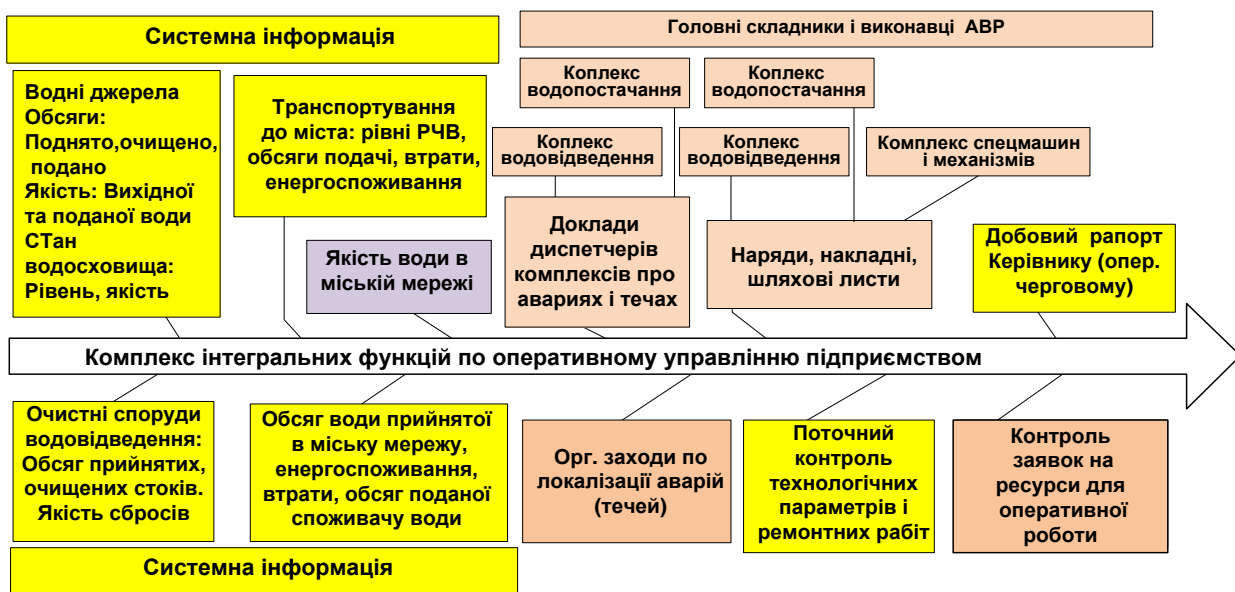 Системна інформація
Головні складники і виконавці АВР
Водні джерела
Обсяги:
Поднято,очищено,
подано
Якість: Вихідної
та поданої води
СТан
водосховища:
Рівень, якість
Транспортування
до міста: рівні РЧВ,
обсяги подачі, втрати,
енергоспоживання
Якість води в
міській мережі
Коплекс
водопостачання
Коплекс
водовідведення
Доклади
диспетчерів
комплексів про
авариях і течах
Коплекс
водопостачання
Коплекс
водовідведення
Комплекс спецмашин
і механізмів
Наряди, накладні,
шляхові листи
Добовий рапорт
Керівнику (опер.
черговому)
Комплекс інтегральних функцій по оперативному управлінню підприємством
Очистні споруди
водовідведення:
Обсяг прийнятих,
очищених стоків.
Якість сбросів
Обсяг води прийнятої
в міську мережу,
енергоспоживання,
втрати, обсяг поданої
споживачу води
Орг. заходи по
локалізації аварій
(течей)
Поточний
контроль
технологічних
параметрів і
ремонтних рабіт
Контроль
заявок на
ресурси для
оперативної
роботи
Системна інформація